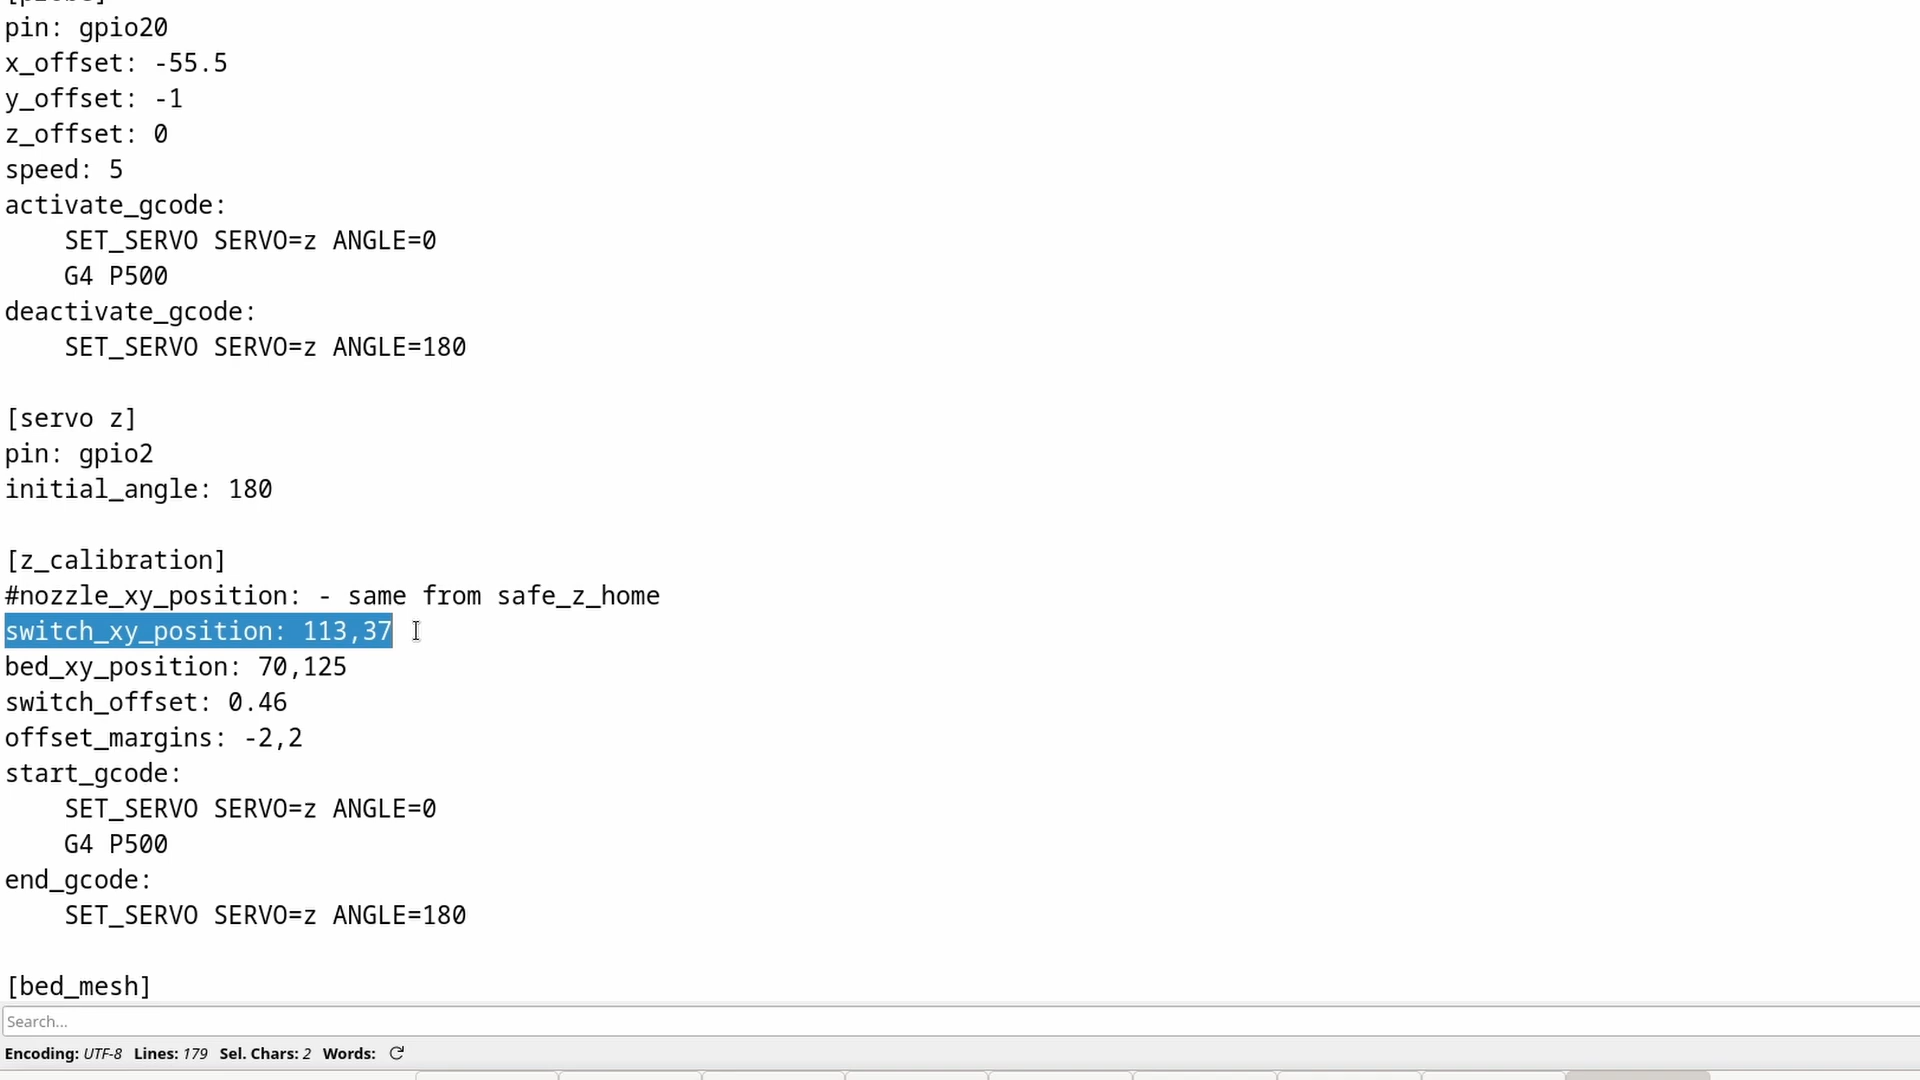 pin: gpio20
x_offset: -55.5
y_offset: -1
z_offset: 0
speed: 5
activate_gcode:
    SET_SERVO SERVO=z ANGLE=0
    G4 P500
deactivate_gcode:
    SET_SERVO SERVO=z ANGLE=180
[servo z]
pin: gpio2
initial_angle: 180
[z_calibration]
#nozzle_xy_position: - same from safe_z_home
switch_xy_position: 113,37
bed_xy_position: 70,125
switch_offset: 0.46
offset_margins: -2,2
start_gcode:
    SET_SERVO SERVO=z ANGLE=0
    G4 P500
end_gcode:
    SET_SERVO SERVO=z ANGLE=180
[bed_mesh]
Search...
Encoding: UTF-8 Lines: 179 Sel. Chars: 2 Words: